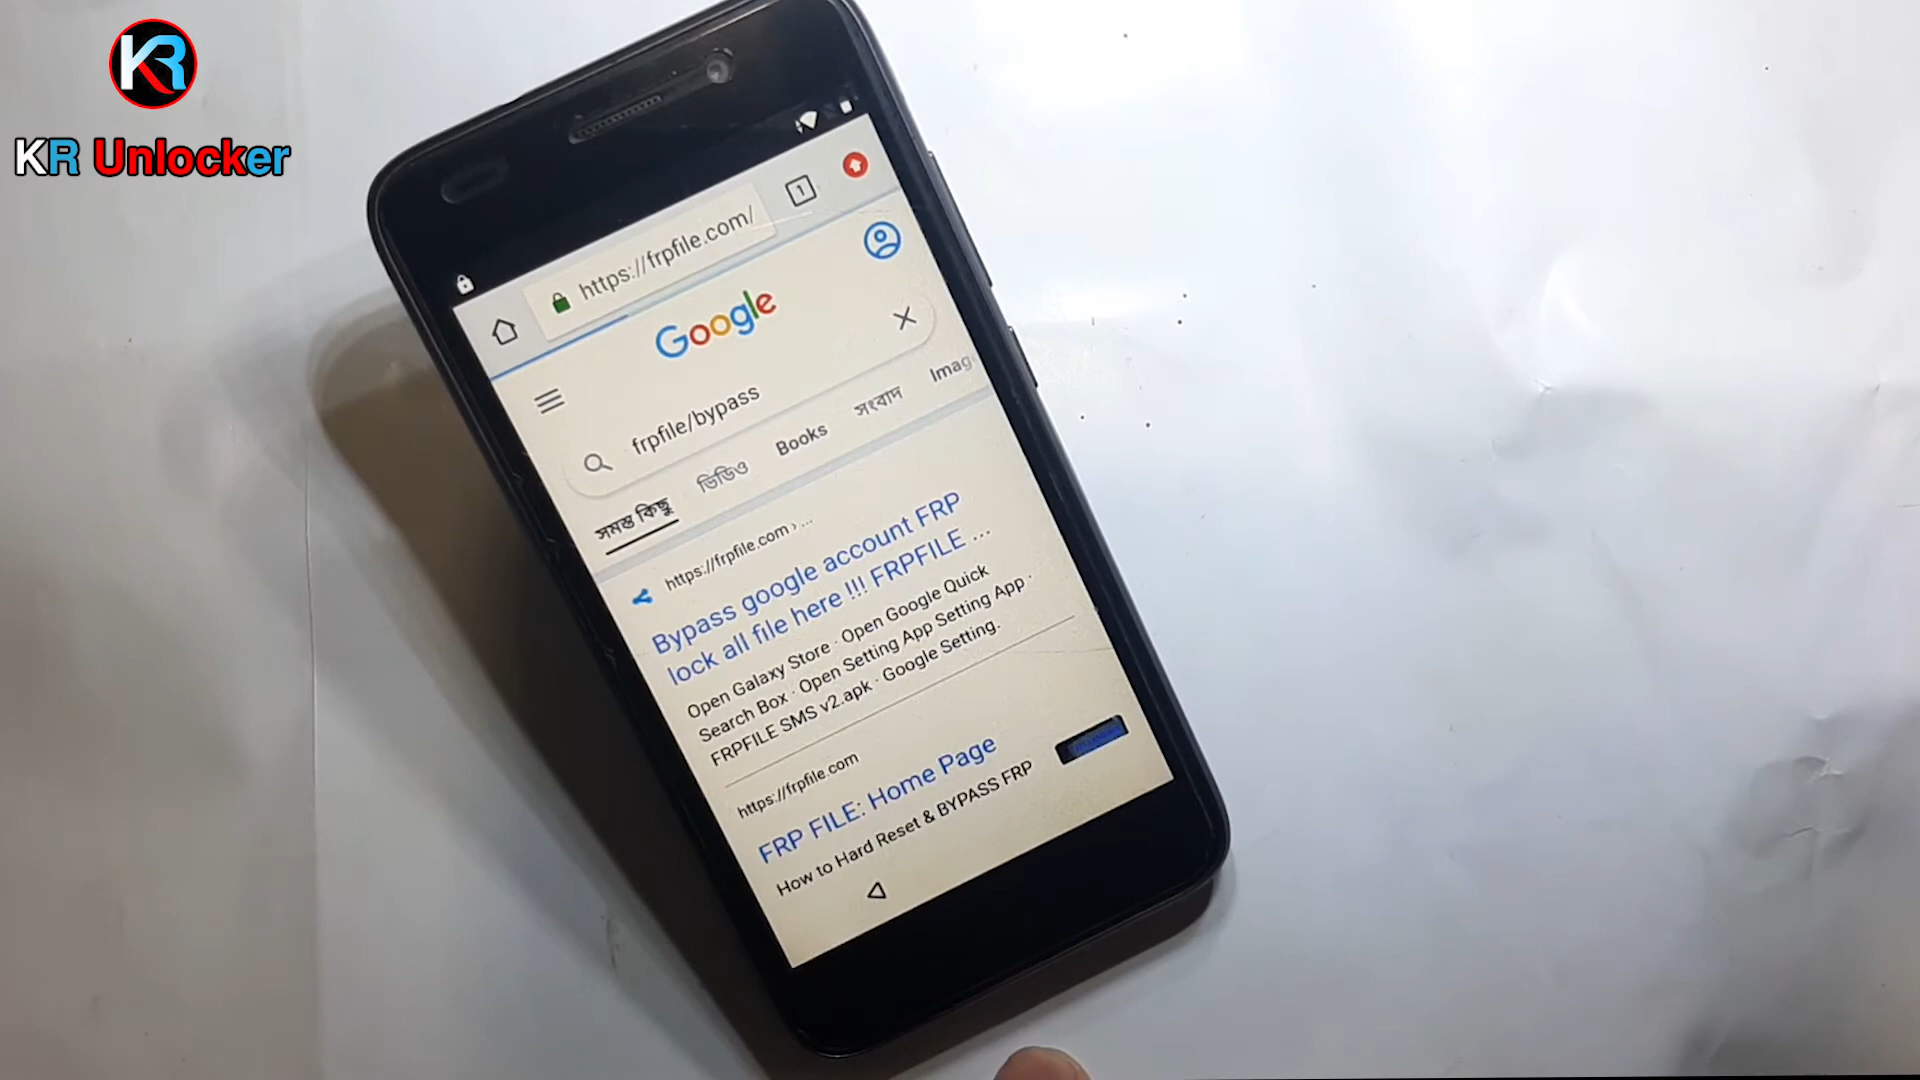 KR
KR Unlocker
1
https://frpfile.com/
Google
frpfile/bypass
সমস্ত কিছু ভিডিও Books সংবাদ Imag
https://frpfile.com › ...
Bypass google account FRP
lock all file here !!! FRPFILE ...
Open Galaxy Store · Open Google Quick
Search Box · Open Setting App Setting App ·
FRPFILE SMS v2.apk · Google Setting.
https://frpfile.com
FRP FILE: Home Page
How to Hard Reset & BYPASS FRP